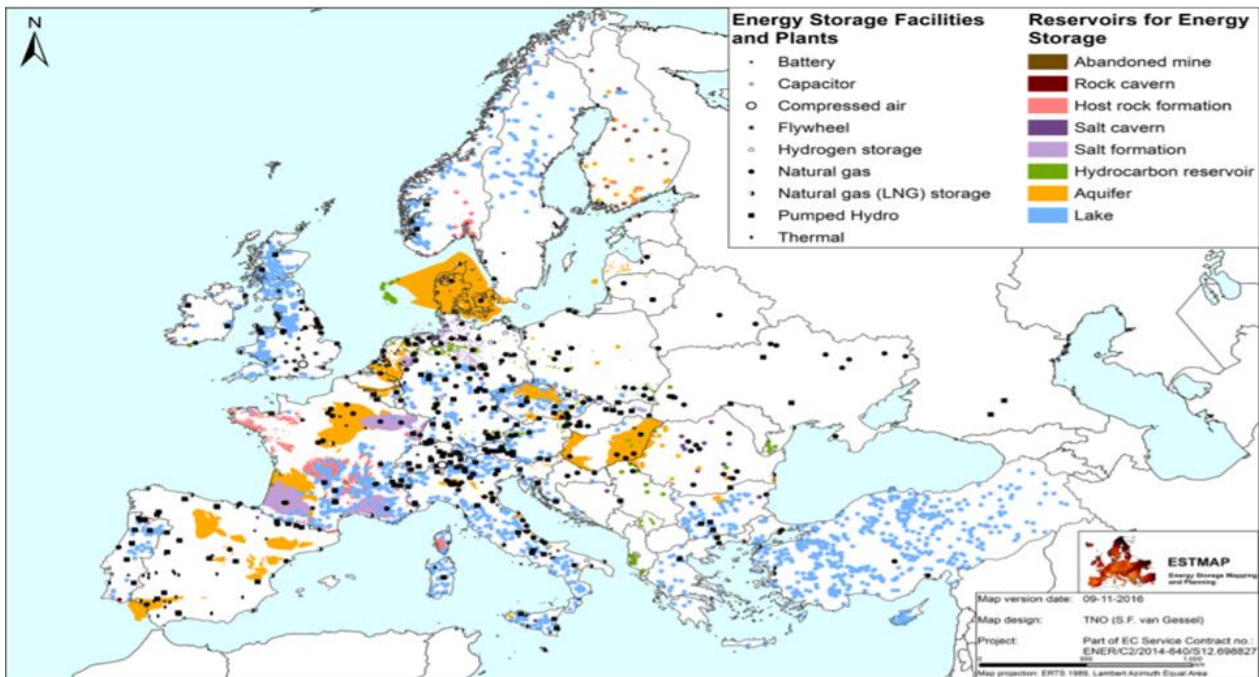 N
Energy Storage Facilities
and Plants
Battery
Capacitor
Compressed air
Flywheel
Hydrogen storage
Natural gas
Natural gas (LNG) storage
Pumped Hydro
Thermal
Reservoirs for Energy
Storage
Abandoned mine
Rock cavern
Host rock formation
Salt cavern
Salt formation
Hydrocarbon reservoir
Aquifer
Lake
ESTMAP
Energy Storage Mapping
and Planning
Map version date: 09-11-2016
Map design: TNO (S.F. van Gessel)
Project: Part of EC Service Contract no.:
ENER/C2/2014-640/S12.698827
0 500 1,000
Map projection: ERTS 1989, Lambert Azimuth Equal Area